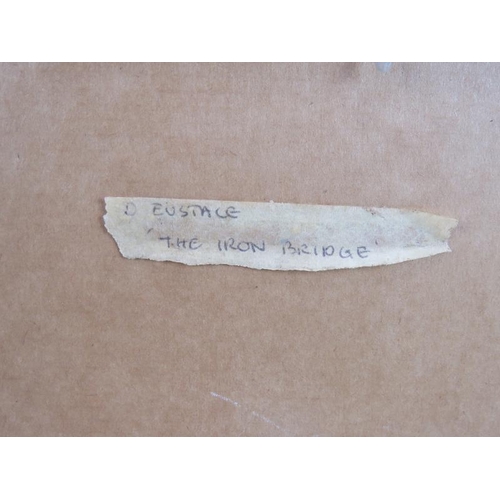 D EUSTACE
'THE IRON BRIDGE'